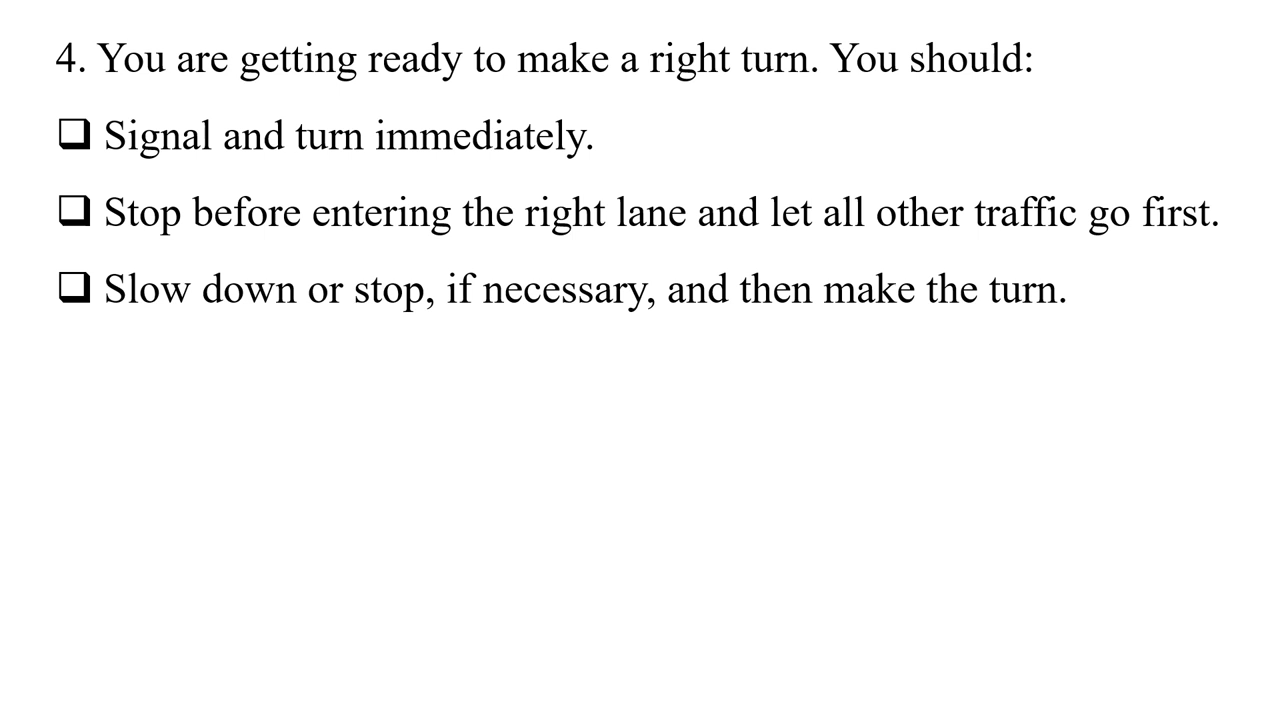 4. You are getting ready to make a right turn. You should:
❑ Signal and turn immediately.
❑ Stop before entering the right lane and let all other traffic go first.
❑ Slow down or stop, if necessary, and then make the turn.